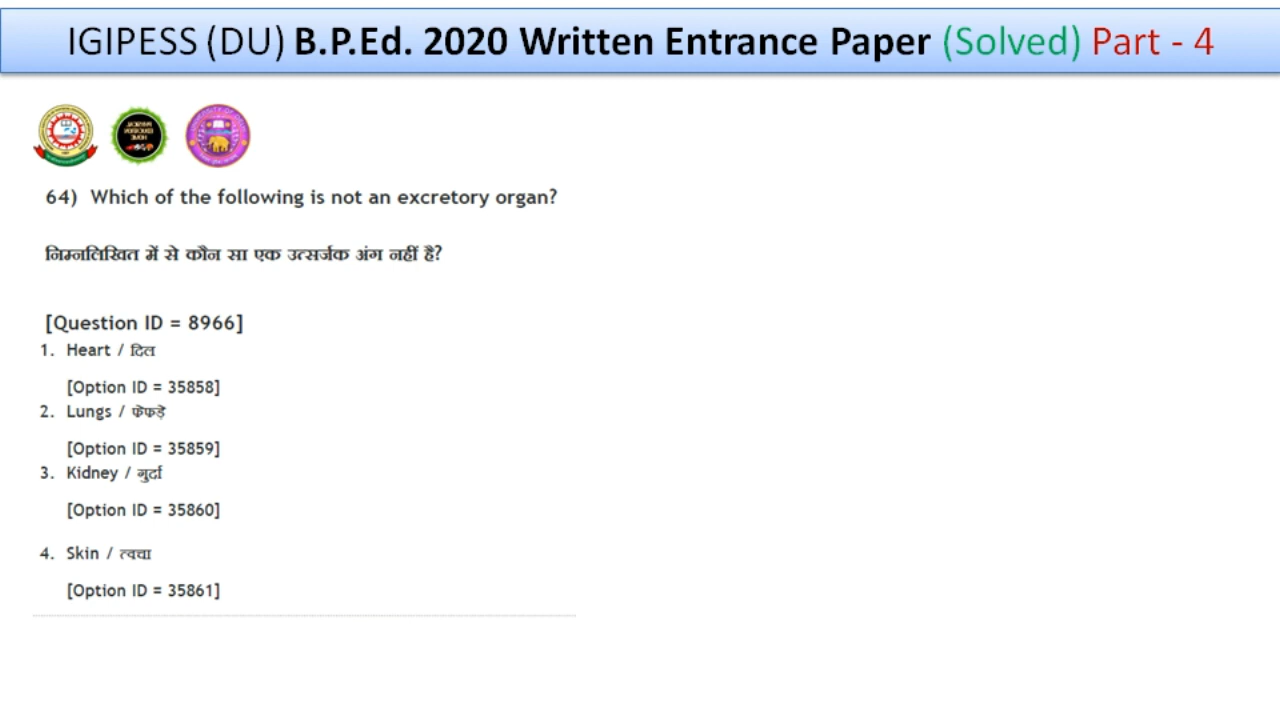 IGIPESS (DU) B.P.Ed. 2020 Written Entrance Paper (Solved) Part - 4
64) Which of the following is not an excretory organ?
निम्नलिखित में से कौन सा एक उत्सर्जक अंग नहीं है?
[Question ID = 8966]
1. Heart / दिल
[Option ID = 35858]
2. Lungs / फेफड़े
[Option ID = 35859]
3. Kidney / गुर्दा
[Option ID = 35860]
4. Skin / त्वचा
[Option ID = 35861]